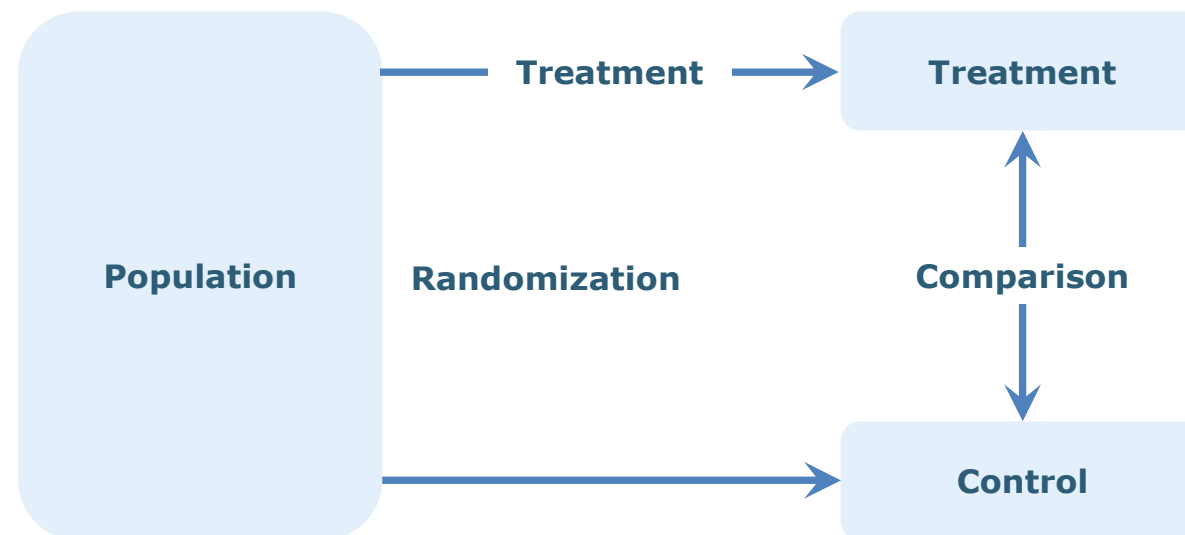 Treatment
Treatment
Population
Randomization
Comparison
Control